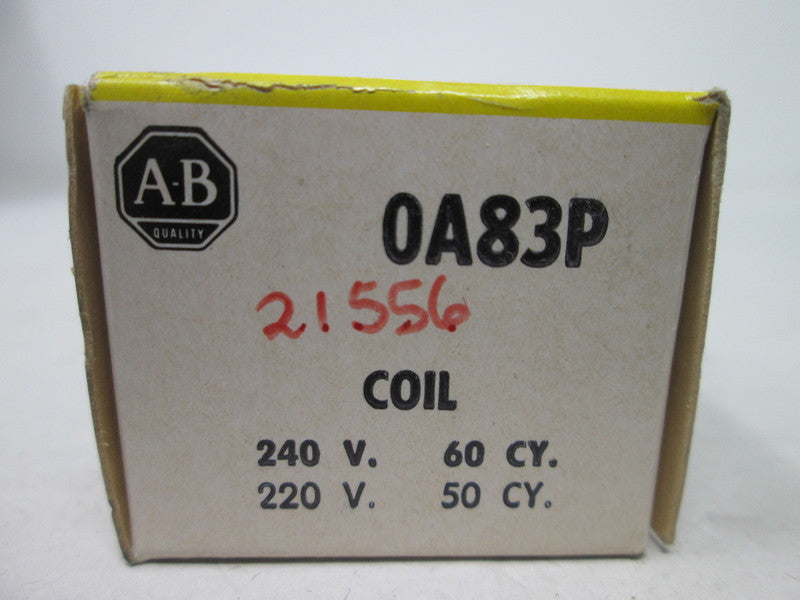 A-B
QUALITY
0A83P
21556
COIL
240 V. 60 CY.
220 V. 50 CY.